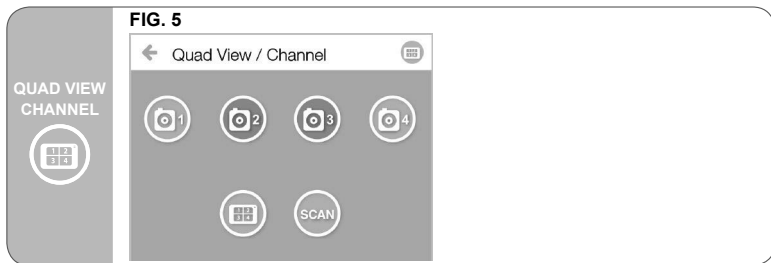 FIG. 5
Quad View / Channel
QUAD VIEW
CHANNEL
1 2
3 4
1 2 3 4
1 2
3 4
SCAN